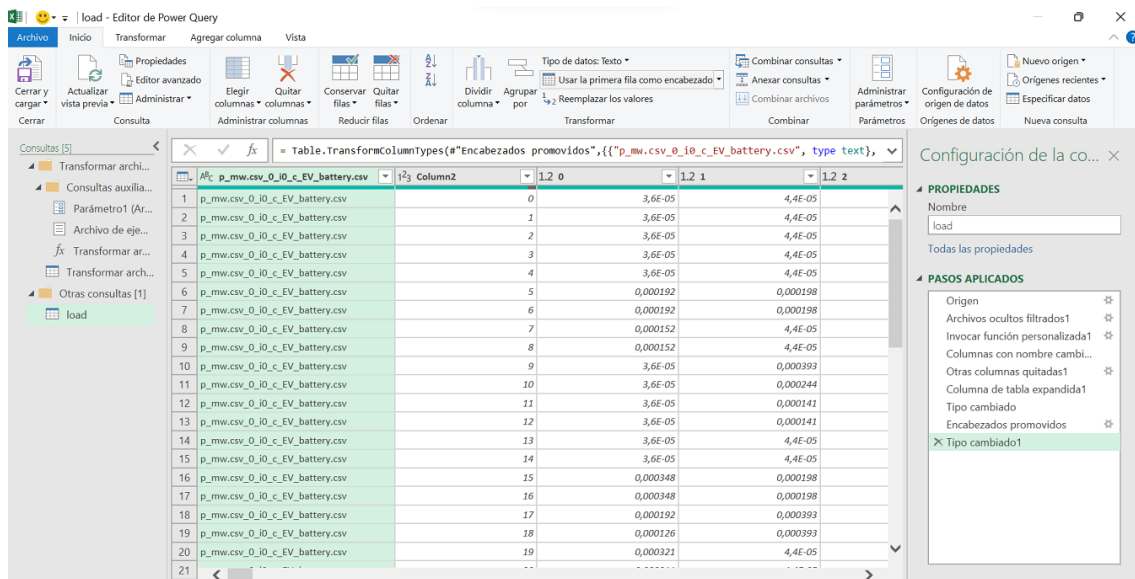 load - Editor de Power Query
Archivo Inicio Transformar Agregar columna Vista
Cerrar y cargar
Cerrar
Actualizar vista previa
Propiedades
Editor avanzado
Administrar
Consulta
Elegir columnas
Quitar columnas
Administrar columnas
Conservar filas
Quitar filas
Reducir filas
Ordenar
Dividir columna
Agrupar por
Tipo de datos: Texto
Usar la primera fila como encabezado
Reemplazar los valores
Transformar
Combinar consultas
Anexar consultas
Combinar archivos
Combinar
Administrar parámetros
Parámetros
Configuración de origen de datos
Orígenes de datos
Nuevo origen
Orígenes recientes
Especificar datos
Nueva consulta
Consultas [5]
Transformar archi...
Consultas auxilia...
Parámetro1 (Ar...
Archivo de eje...
fx Transformar ar...
Transformar arch...
Otras consultas [1]
load
fx = Table.TransformColumnTypes(#"Encabezados promovidos",{{"p_mw.csv_0_i0_c_EV_battery.csv", type text},
ABC p_mw.csv_0_i0_c_EV_battery.csv 123 Column2 1.2 0 1.2 1 1.2 2
1 p_mw.csv_0_i0_c_EV_battery.csv 0 3,6E-05 4,4E-05
2 p_mw.csv_0_i0_c_EV_battery.csv 1 3,6E-05 4,4E-05
3 p_mw.csv_0_i0_c_EV_battery.csv 2 3,6E-05 4,4E-05
4 p_mw.csv_0_i0_c_EV_battery.csv 3 3,6E-05 4,4E-05
5 p_mw.csv_0_i0_c_EV_battery.csv 4 3,6E-05 4,4E-05
6 p_mw.csv_0_i0_c_EV_battery.csv 5 0,000192 0,000198
7 p_mw.csv_0_i0_c_EV_battery.csv 6 0,000192 0,000198
8 p_mw.csv_0_i0_c_EV_battery.csv 7 0,000152 4,4E-05
9 p_mw.csv_0_i0_c_EV_battery.csv 8 0,000152 4,4E-05
10 p_mw.csv_0_i0_c_EV_battery.csv 9 3,6E-05 0,000393
11 p_mw.csv_0_i0_c_EV_battery.csv 10 3,6E-05 0,000244
12 p_mw.csv_0_i0_c_EV_battery.csv 11 3,6E-05 0,000141
13 p_mw.csv_0_i0_c_EV_battery.csv 12 3,6E-05 0,000141
14 p_mw.csv_0_i0_c_EV_battery.csv 13 3,6E-05 4,4E-05
15 p_mw.csv_0_i0_c_EV_battery.csv 14 3,6E-05 4,4E-05
16 p_mw.csv_0_i0_c_EV_battery.csv 15 0,000348 0,000198
17 p_mw.csv_0_i0_c_EV_battery.csv 16 0,000348 0,000198
18 p_mw.csv_0_i0_c_EV_battery.csv 17 0,000192 0,000393
19 p_mw.csv_0_i0_c_EV_battery.csv 18 0,000126 0,000393
20 p_mw.csv_0_i0_c_EV_battery.csv 19 0,000321 4,4E-05
21
Configuración de la co...
PROPIEDADES
Nombre
load
Todas las propiedades
PASOS APLICADOS
Origen
Archivos ocultos filtrados1
Invocar función personalizada1
Columnas con nombre cambi...
Otras columnas quitadas1
Columna de tabla expandida1
Tipo cambiado
Encabezados promovidos
Tipo cambiado1